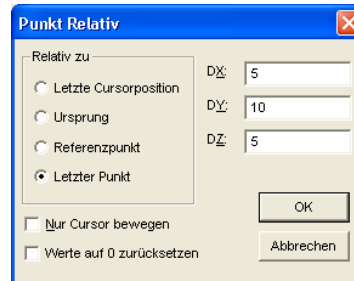 Punkt Relativ
Relativ zu
Letzte Cursorposition
Ursprung
Referenzpunkt
Letzter Punkt
DX: 5
DY: 10
DZ: 5
Nur Cursor bewegen
Werte auf 0 zurücksetzen
OK
Abbrechen